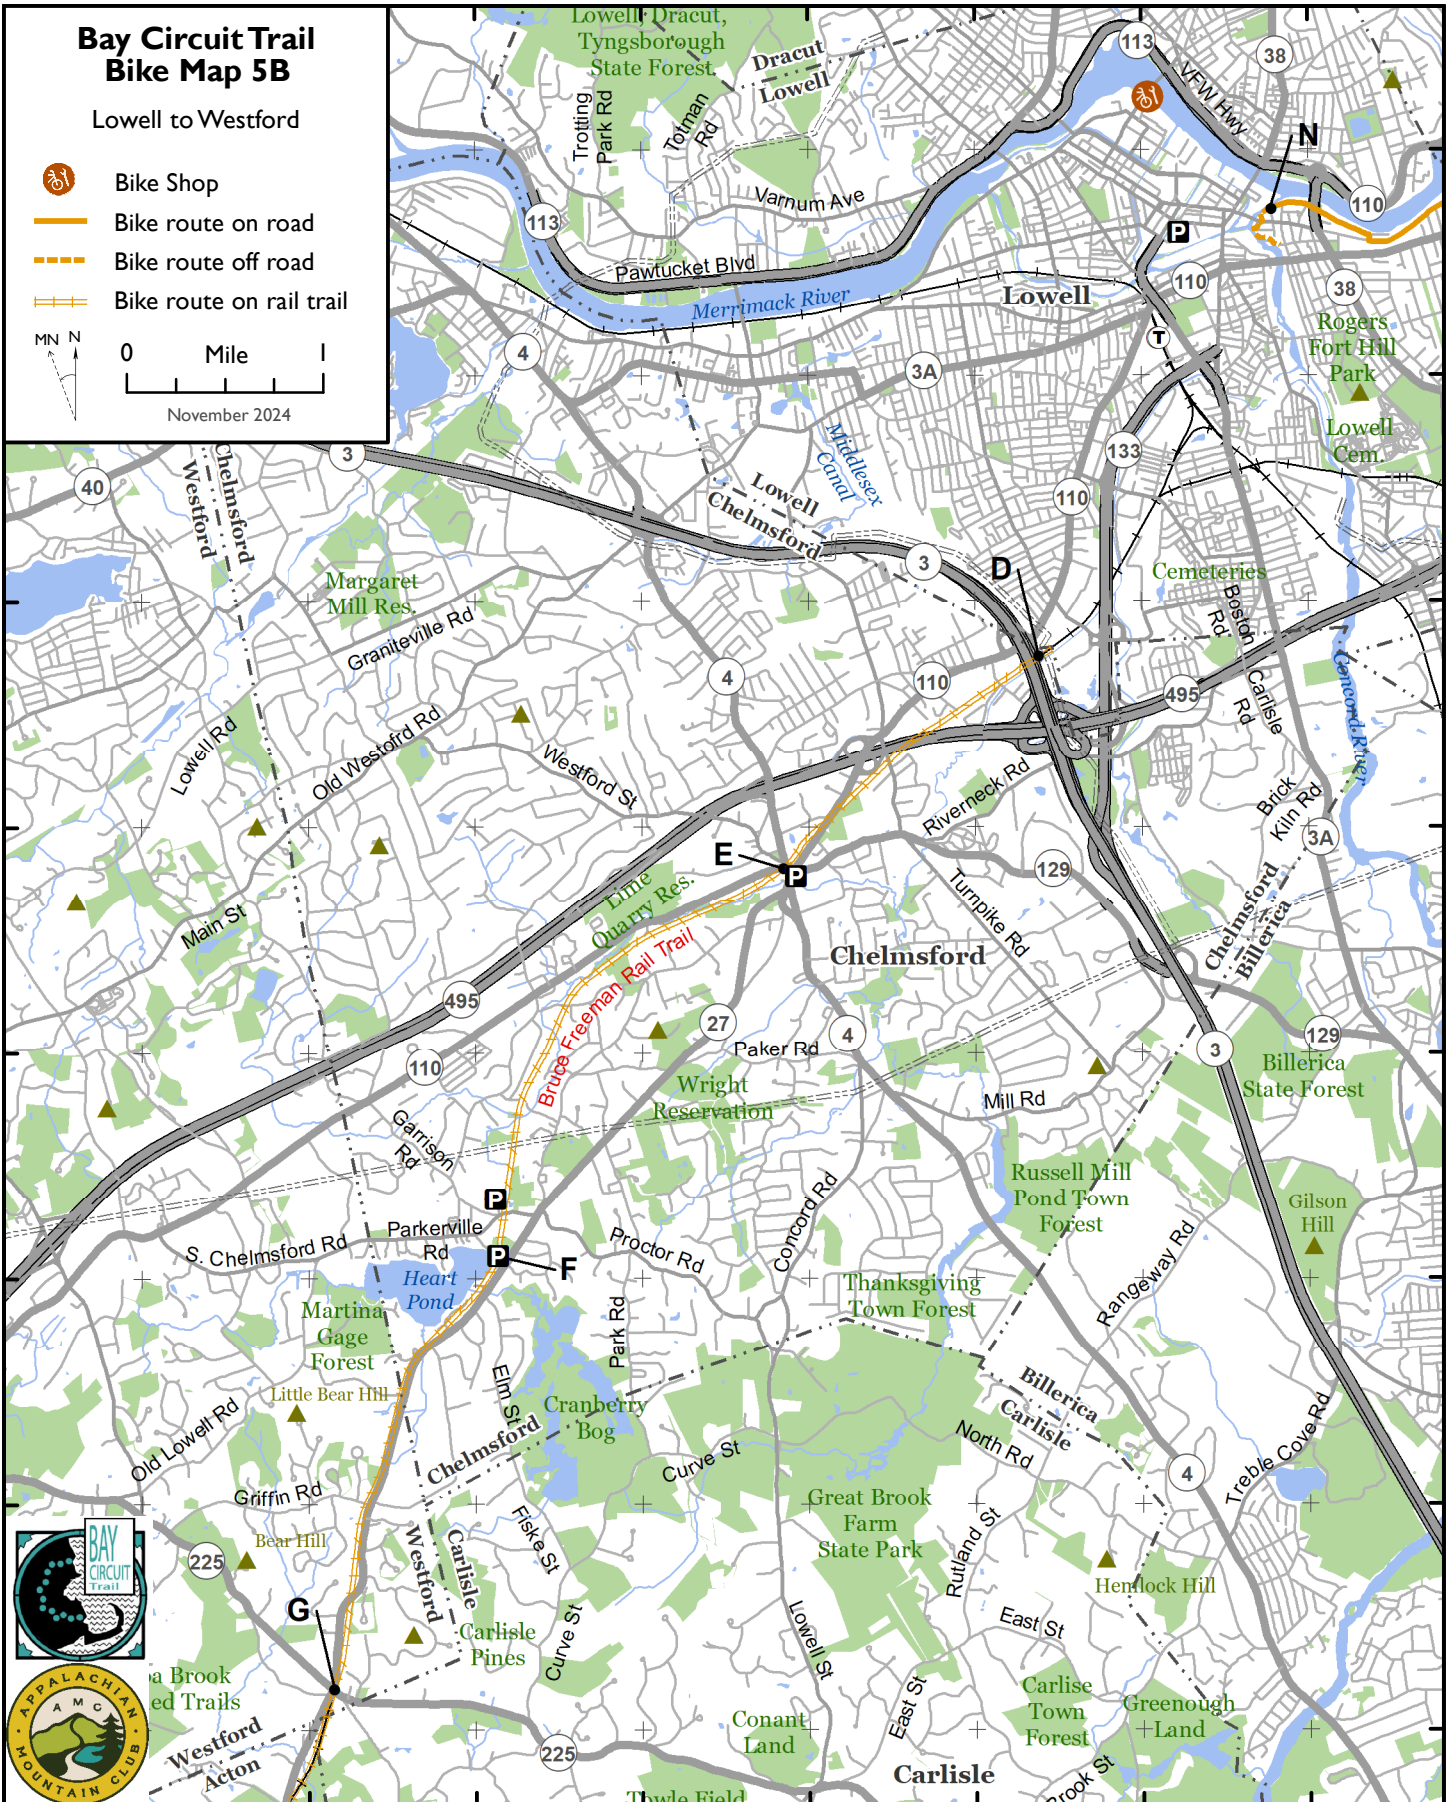 Bay Circuit Trail
Bike Map 5B
Lowell to Westford
Bike Shop
Bike route on road
Bike route off road
Bike route on rail trail
MN N
0 Mile 1
November 2024
Lowell, Dracut,
Tyngsborough
State Forest
Dracut
Lowell
113
38
VFW Hwy
Trotting
Park Rd
Totman
Rd
N
Varnum Ave
113
110
P
Pawtucket Blvd
Merrimack River
Lowell
110
38
T
Rogers
Fort Hill
Park
4
3A
Lowell
Cem.
Middlesex
Canal
133
3
40
Chelmsford
Westford
110
Lowell
Chelmsford
3
D
Cemeteries
Margaret
Mill Res.
Boston
Rd
Graniteville Rd
4
110
495
Carlisle
Rd
Concord River
Lowell Rd
Old Westofrd Rd
Westford St
Riverneck Rd
Brick
Kiln Rd
3A
E
P
129
Lime
Quarry Res.
Turnpike Rd
Main St
Chelmsford
Billerica
Chelmsford
Bruce Freeman Rail Trail
495
27
4
Paker Rd
3
129
110
Billerica
State Forest
Wright
Reservation
Mill Rd
Garrison
Rd
Russell Mill
Pond Town
Forest
P
Concord Rd
Gilson
Hill
Parkerville
Rd
S. Chelmsford Rd
P
F
Proctor Rd
Rangeway Rd
Heart
Pond
Thanksgiving
Town Forest
Martina
Gage
Forest
Park Rd
Little Bear Hill
Elm St
Cranberry
Bog
Billerica
Carlisle
Old Lowell Rd
Chelmsford
Curve St
North Rd
Treble Cove Rd
4
Griffin Rd
Great Brook
Farm
State Park
Fiske St
Rutland St
BAY
CIRCUIT
Trail
Bear Hill
225
Carlisle
Westford
Hemlock Hill
G
Carlisle
Pines
Curve St
Lowell St
East St
APPALACHIAN
AMC
MOUNTAIN CLUB
a Brook
ed Trails
East St
Carlise
Town
Forest
Greenough
Land
Westford
Acton
225
Conant
Land
Carlisle
Brook St
Towle Field